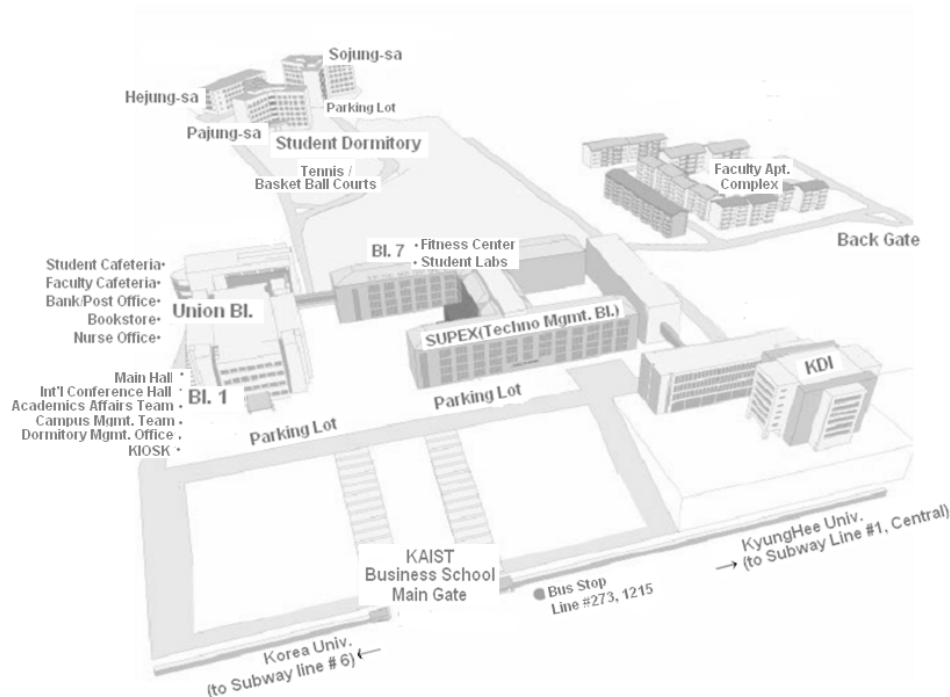 Sojung-sa
Hejung-sa
Parking Lot
Pajung-sa
Student Dormitory
Tennis /
Basket Ball Courts
Faculty Apt.
Complex
Back Gate
Bl. 7
• Fitness Center
• Student Labs
Student Cafeteria•
Faculty Cafeteria•
Bank/Post Office•
Bookstore•
Nurse Office•
Union Bl.
SUPEX(Techno Mgmt. Bl.)
KDI
Main Hall•
Int'l Conference Hall•
Academics Affairs Team•
Campus Mgmt. Team•
Dormitory Mgmt. Office•
KIOSK•
Bl. 1
Parking Lot
Parking Lot
KAIST
Business School
Main Gate
Bus Stop
Line #273, 1215
KyungHee Univ.
(to Subway Line #1, Central)
→
Korea Univ.
(to Subway line # 6)
←